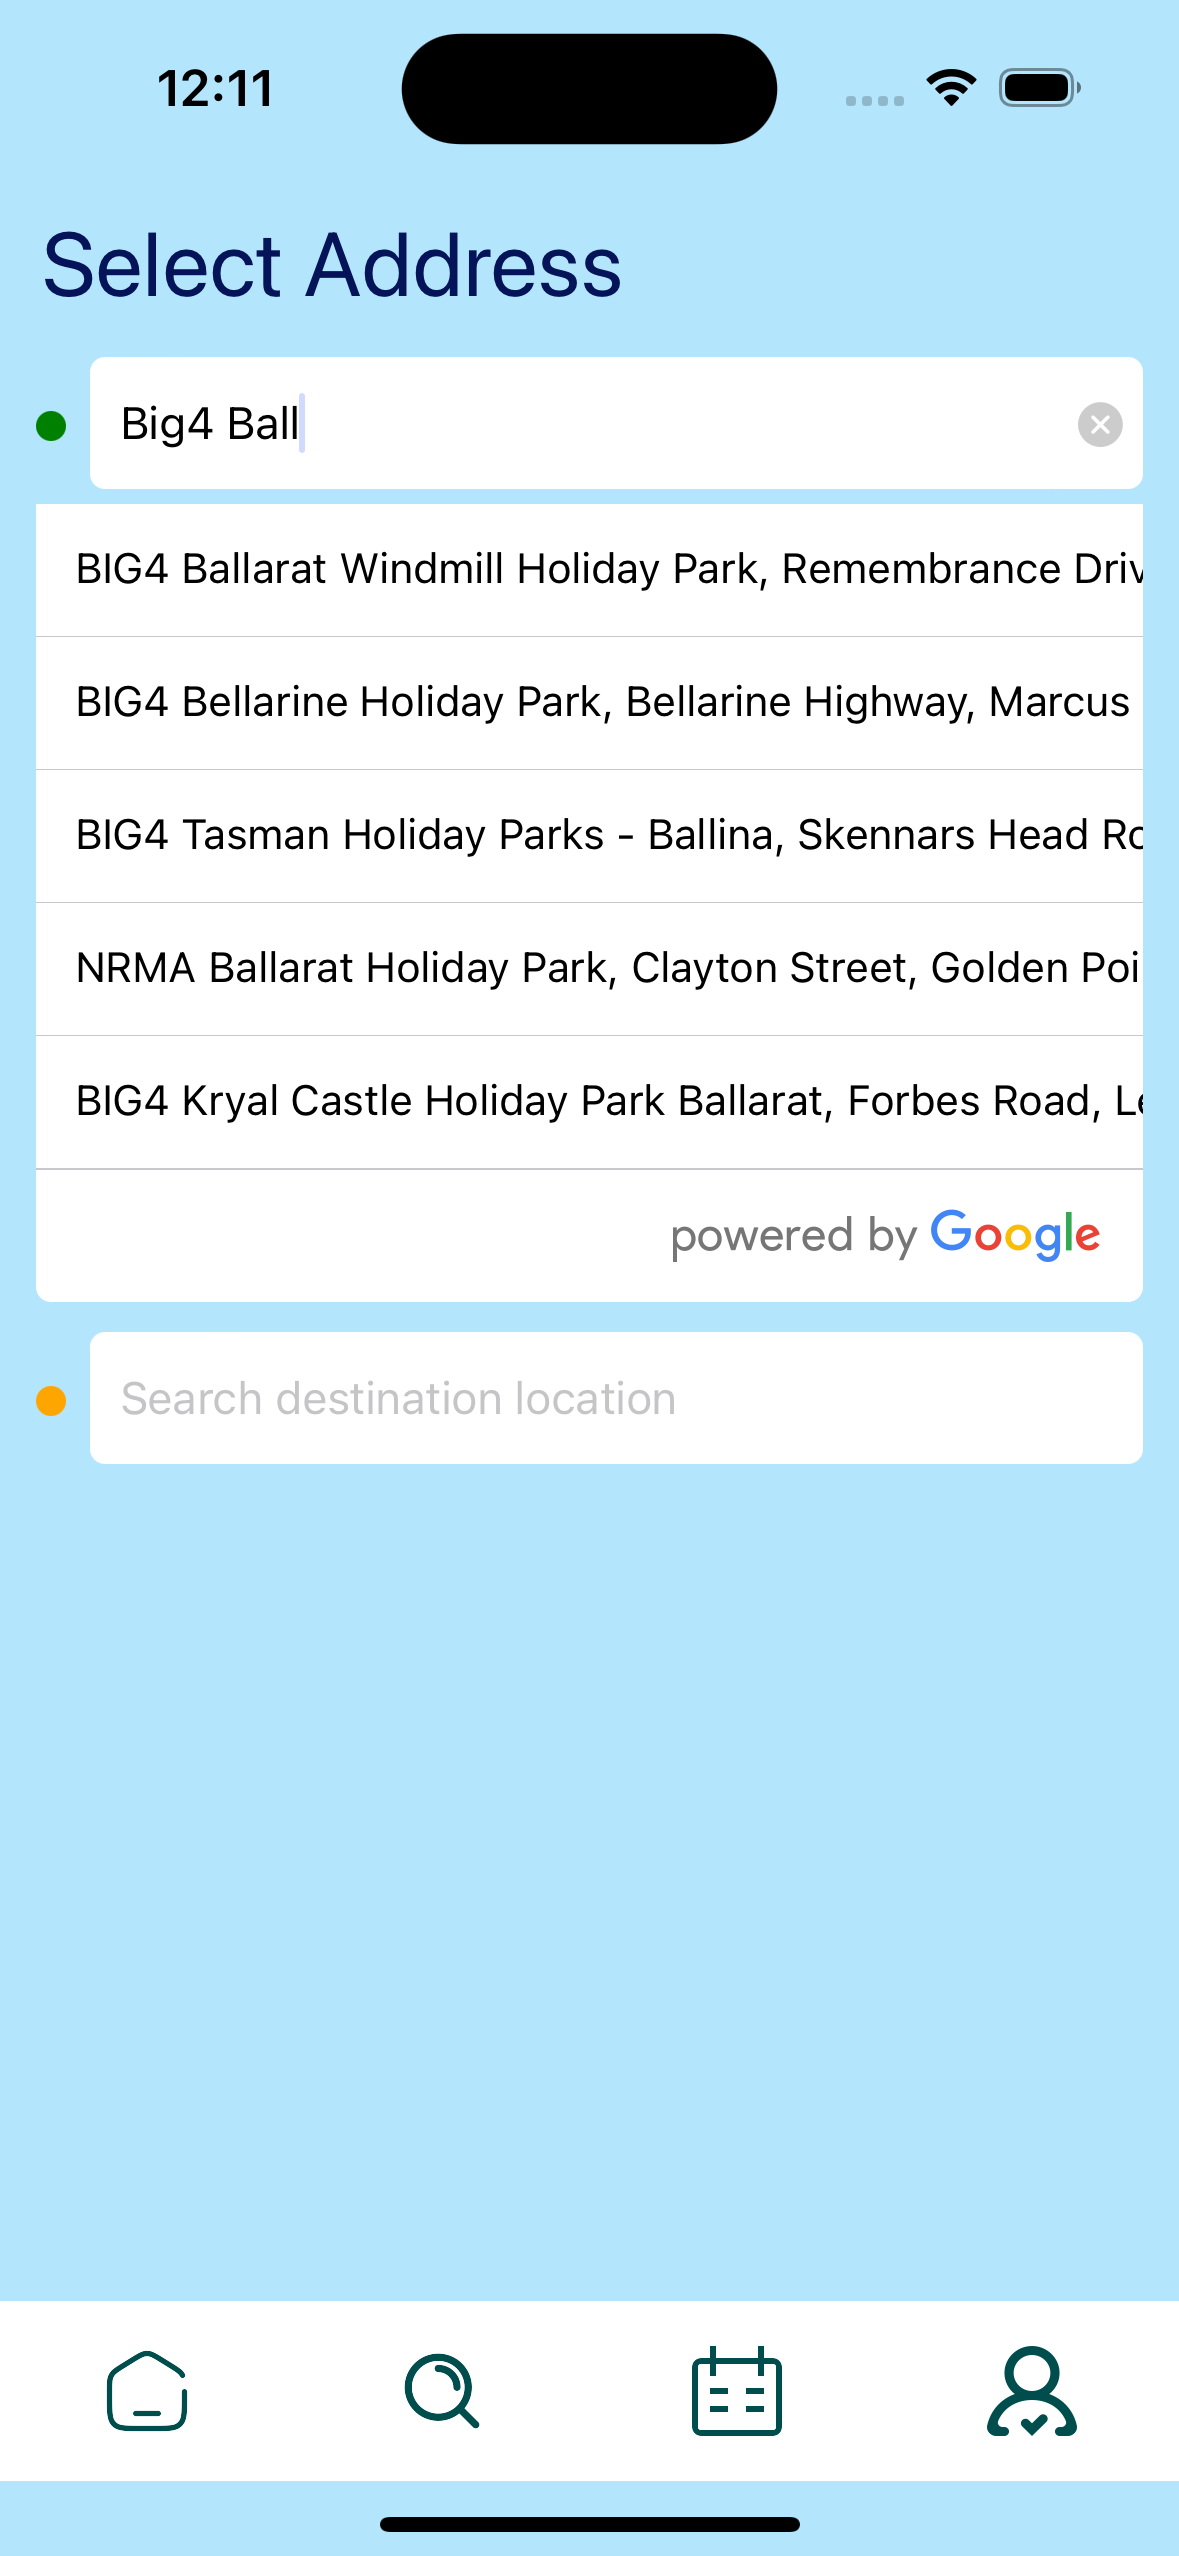 12:11
Select Address
Big4 Ball
BIG4 Ballarat Windmill Holiday Park, Remembrance Driv
BIG4 Bellarine Holiday Park, Bellarine Highway, Marcus
BIG4 Tasman Holiday Parks - Ballina, Skennars Head Ro
NRMA Ballarat Holiday Park, Clayton Street, Golden Poi
BIG4 Kryal Castle Holiday Park Ballarat, Forbes Road, Le
powered by Google
Search destination location